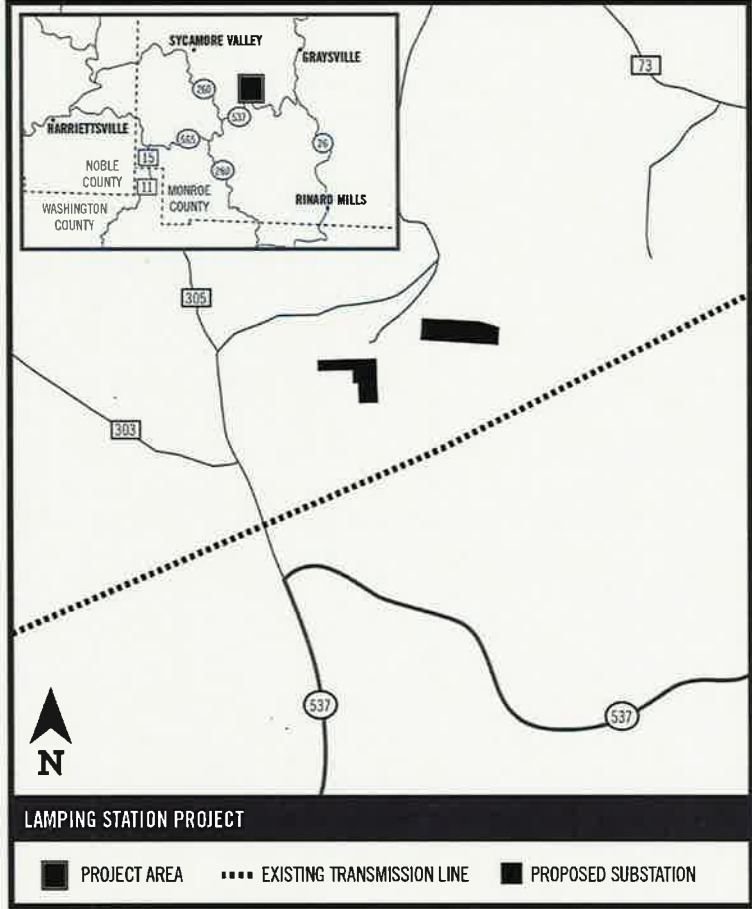 SYCAMORE VALLEY
GRAYSVILLE
73
260
537
HARRIETTSVILLE
565
26
15
NOBLE
COUNTY
260
11
MONROE
COUNTY
RINARD MILLS
WASHINGTON
COUNTY
305
303
537
537
N
LAMPING STATION PROJECT
PROJECT AREA
EXISTING TRANSMISSION LINE
PROPOSED SUBSTATION